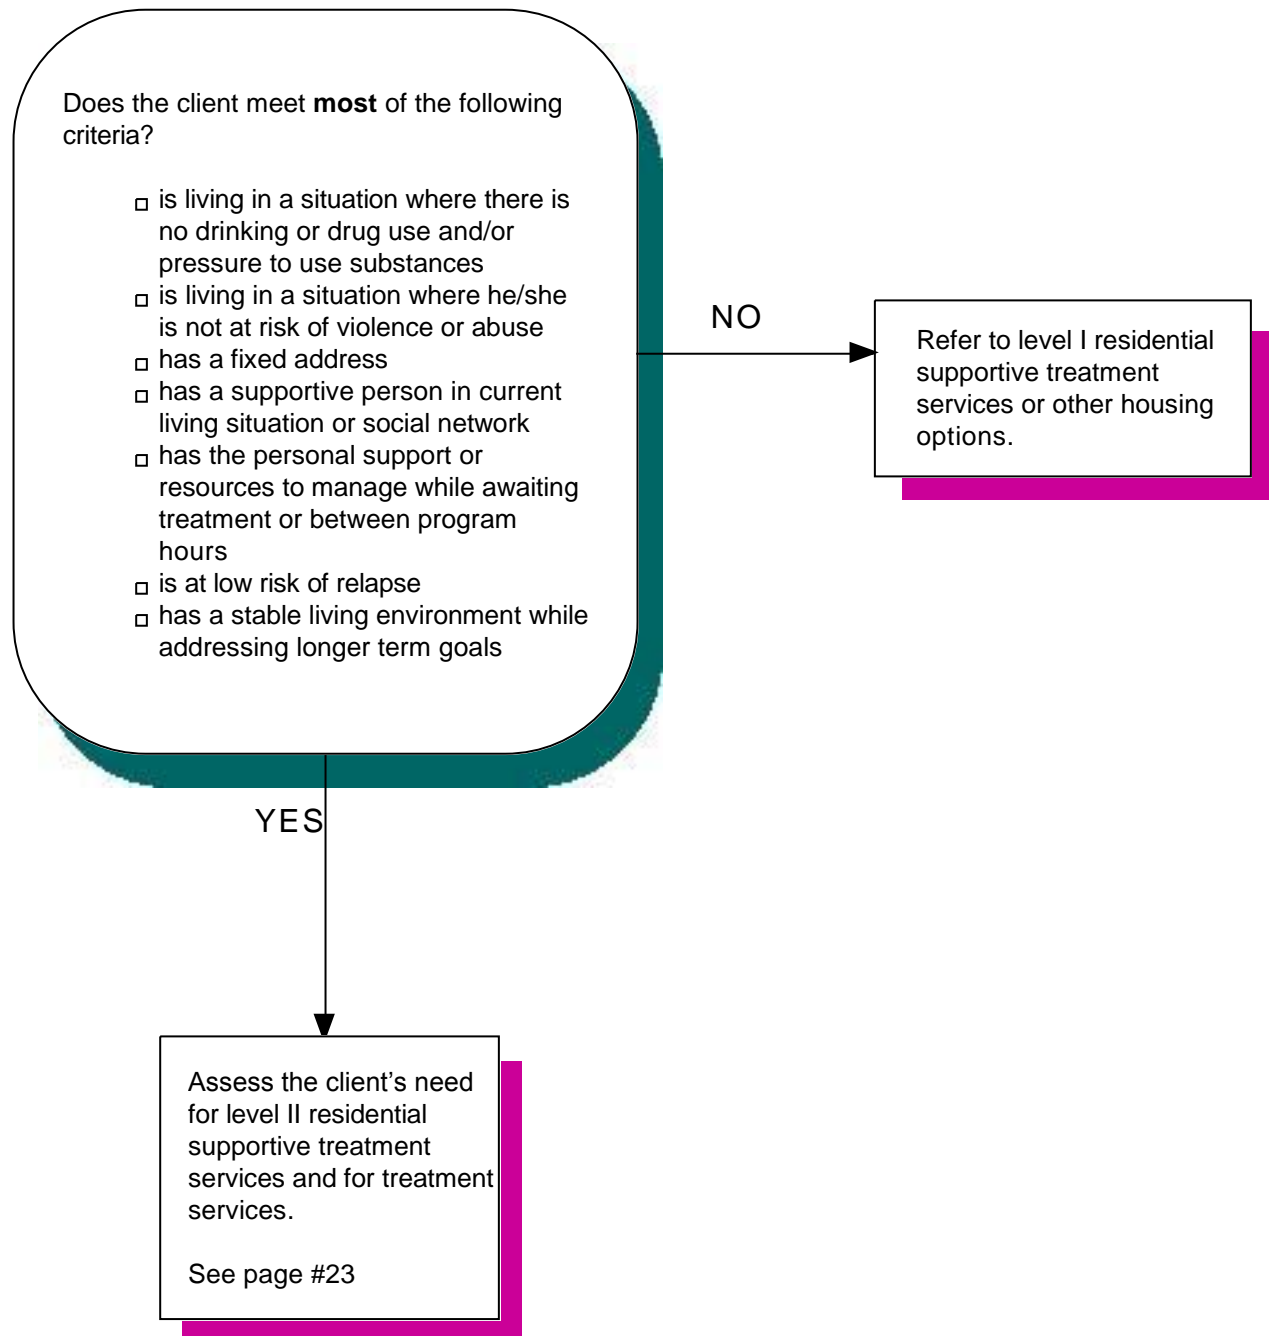 Does the client meet most of the following
criteria?
is living in a situation where there is
no drinking or drug use and/or
pressure to use substances
is living in a situation where he/she
is not at risk of violence or abuse
has a fixed address
has a supportive person in current
living situation or social network
has the personal support or
resources to manage while awaiting
treatment or between program
hours
is at low risk of relapse
has a stable living environment while
addressing longer term goals
NO
Refer to level I residential
supportive treatment
services or other housing
options.
YES
Assess the client’s need
for level II residential
supportive treatment
services and for treatment
services.
See page #23